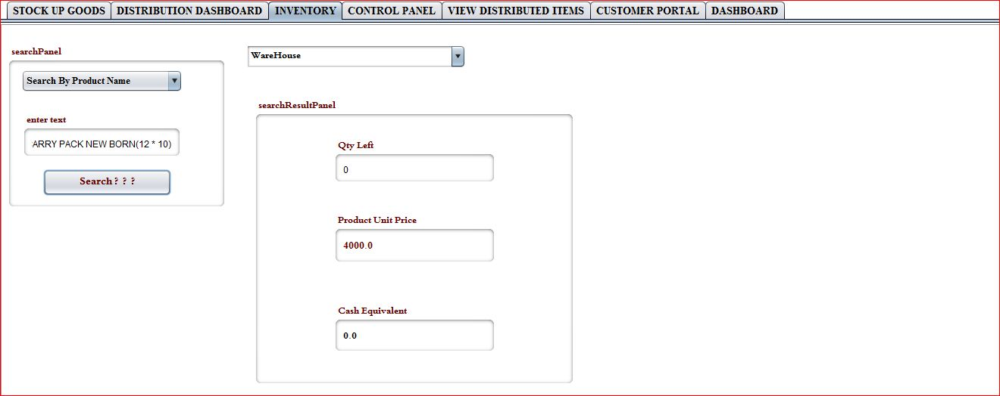 STOCK UP GOODS DISTRIBUTION DASHBOARD INVENTORY CONTROL PANEL VIEW DISTRIBUTED ITEMS CUSTOMER PORTAL DASHBOARD
searchPanel
WareHouse
Search By Product Name
enter text
ARRY PACK NEW BORN(12 * 10)
Search ? ? ?
searchResultPanel
Qty Left
0
Product Unit Price
4000.0
Cash Equivalent
0.0